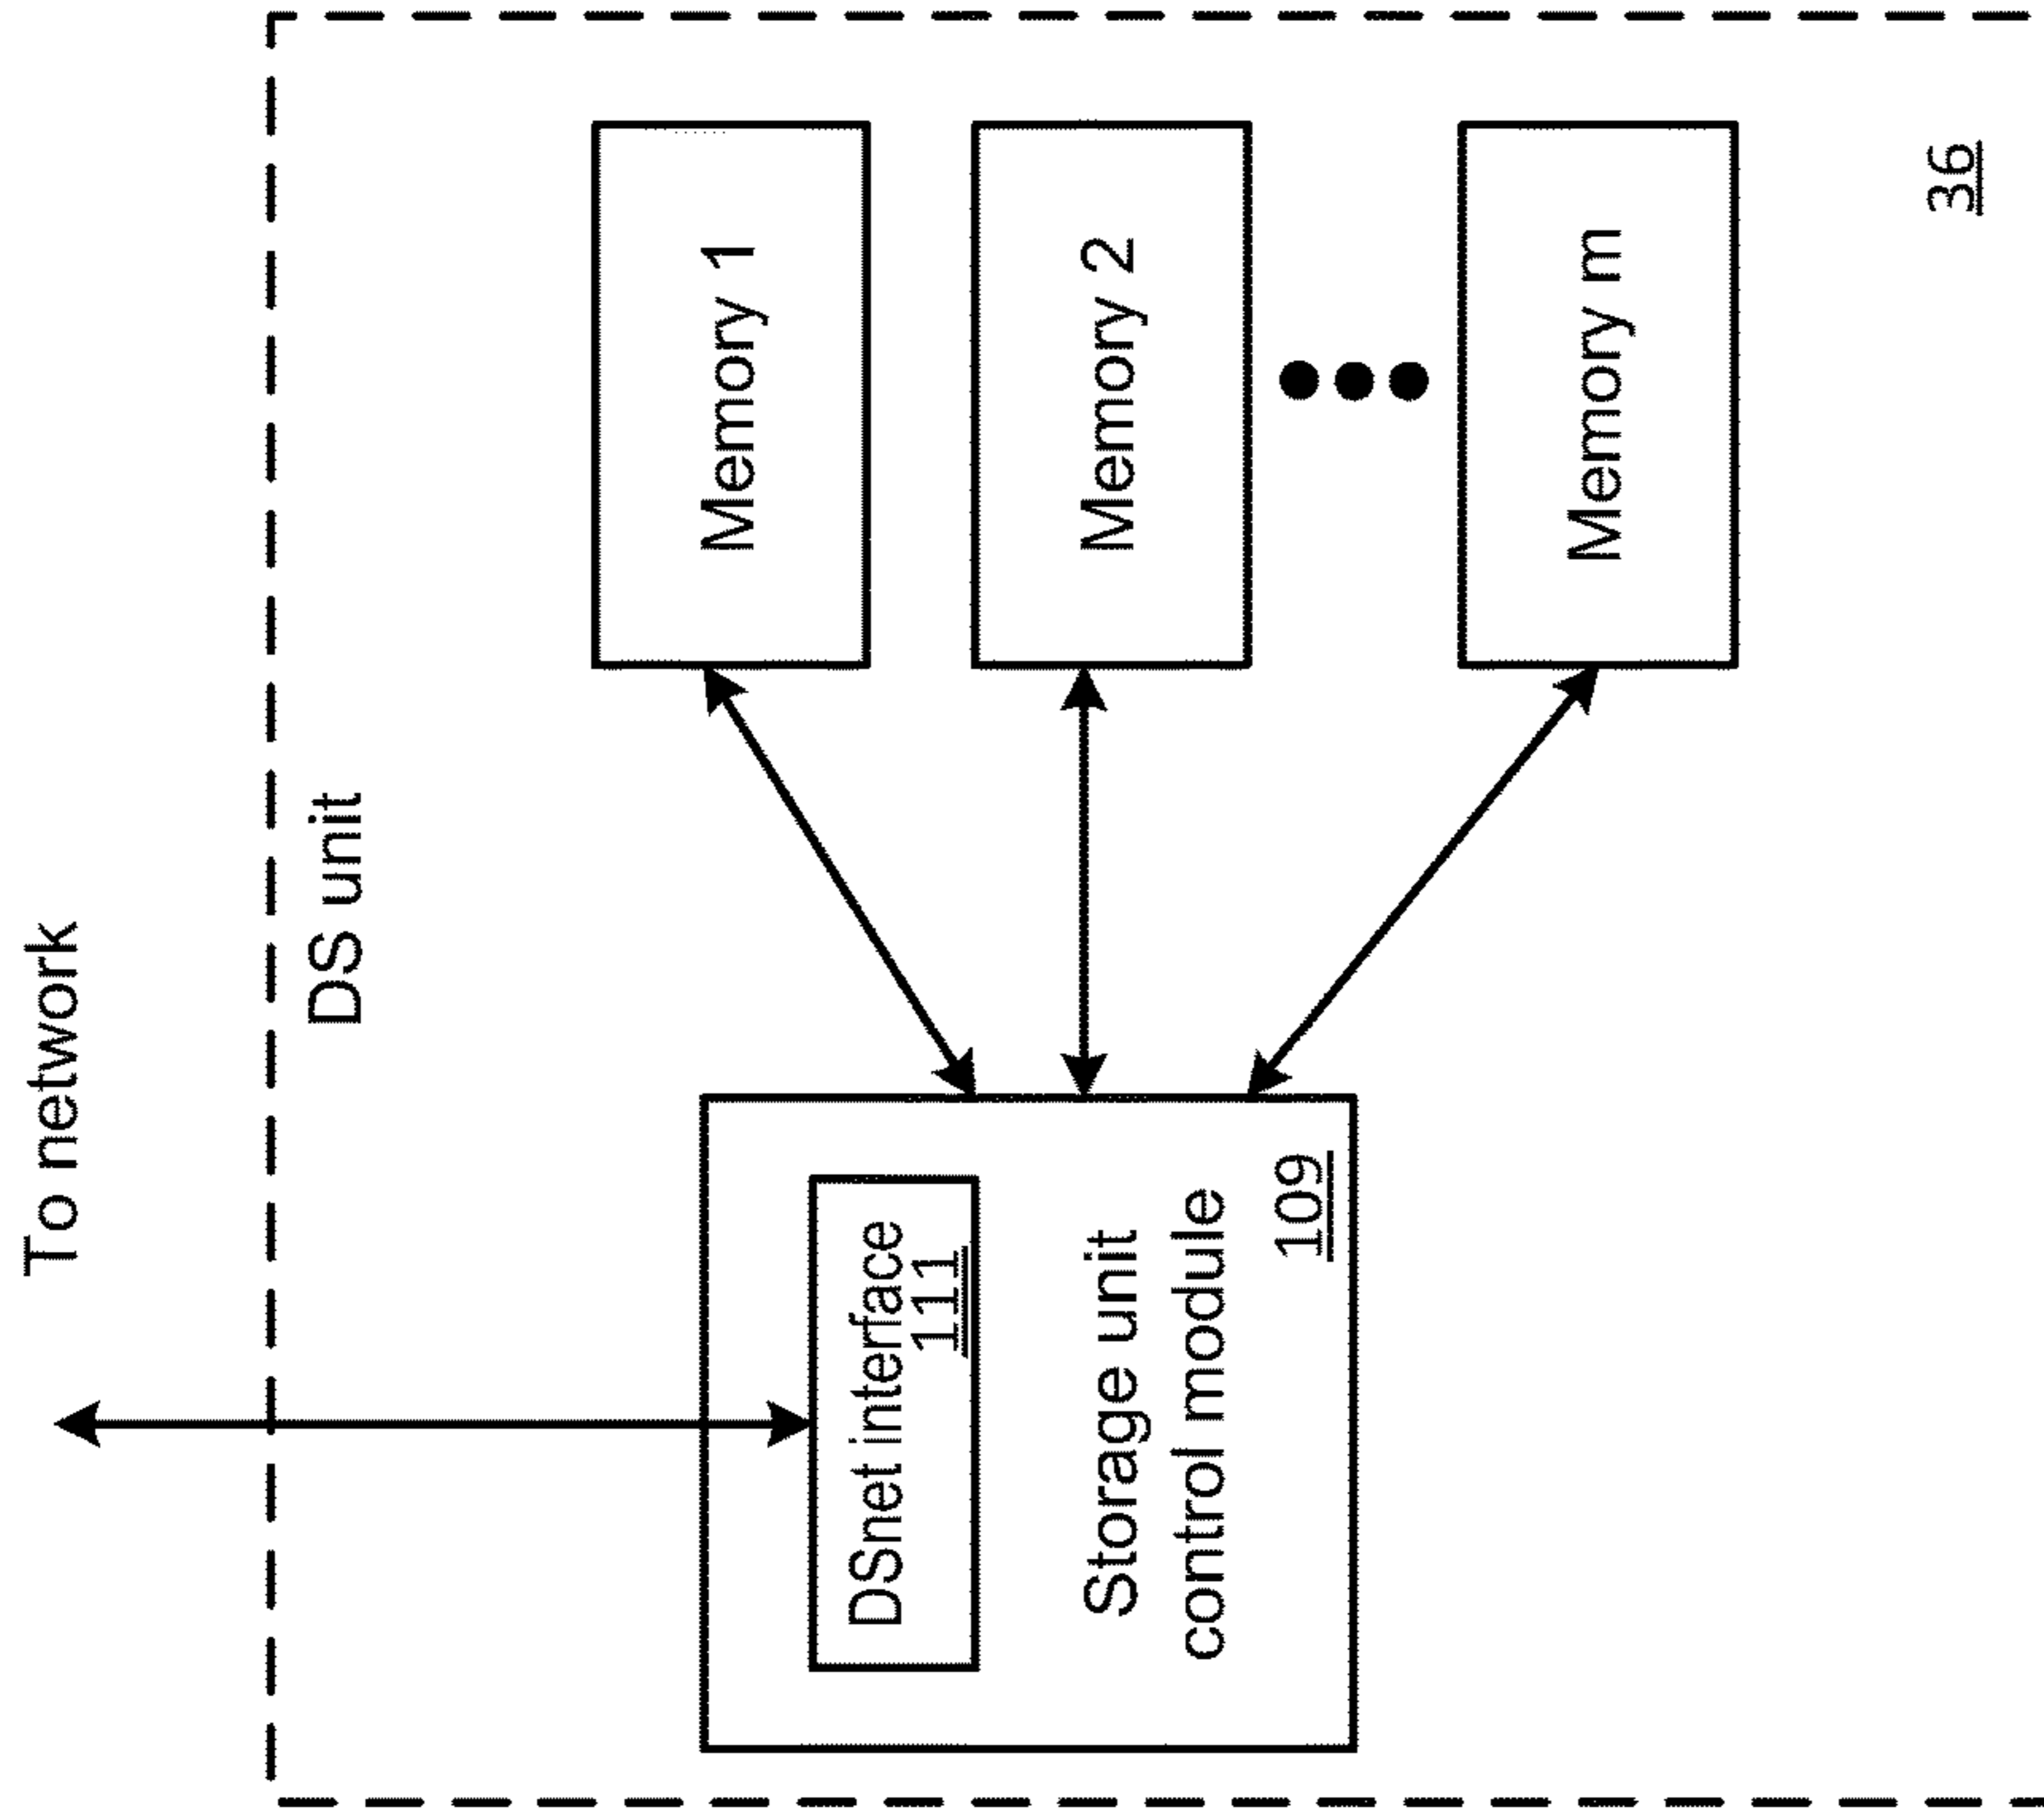 To network
DS unit
DSnet interface
111
Storage unit
control module
109
Memory 1
Memory 2
Memory m
36